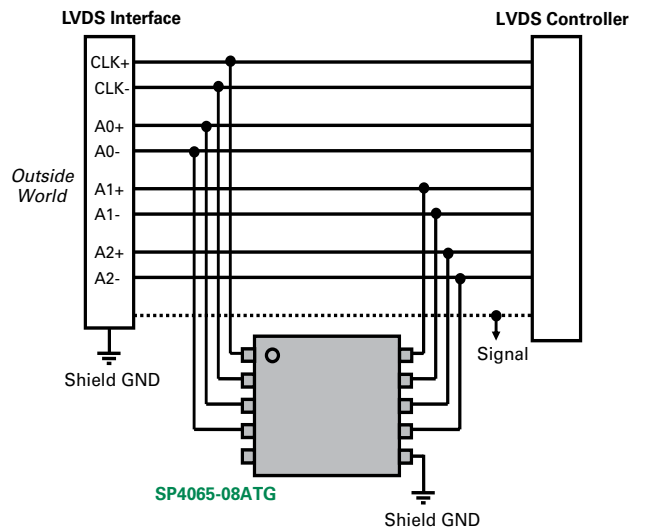 LVDS Interface
LVDS Controller
CLK+
CLK-
A0+
A0-
Outside
World
A1+
A1-
A2+
A2-
Signal
Shield GND
SP4065-08ATG
Shield GND